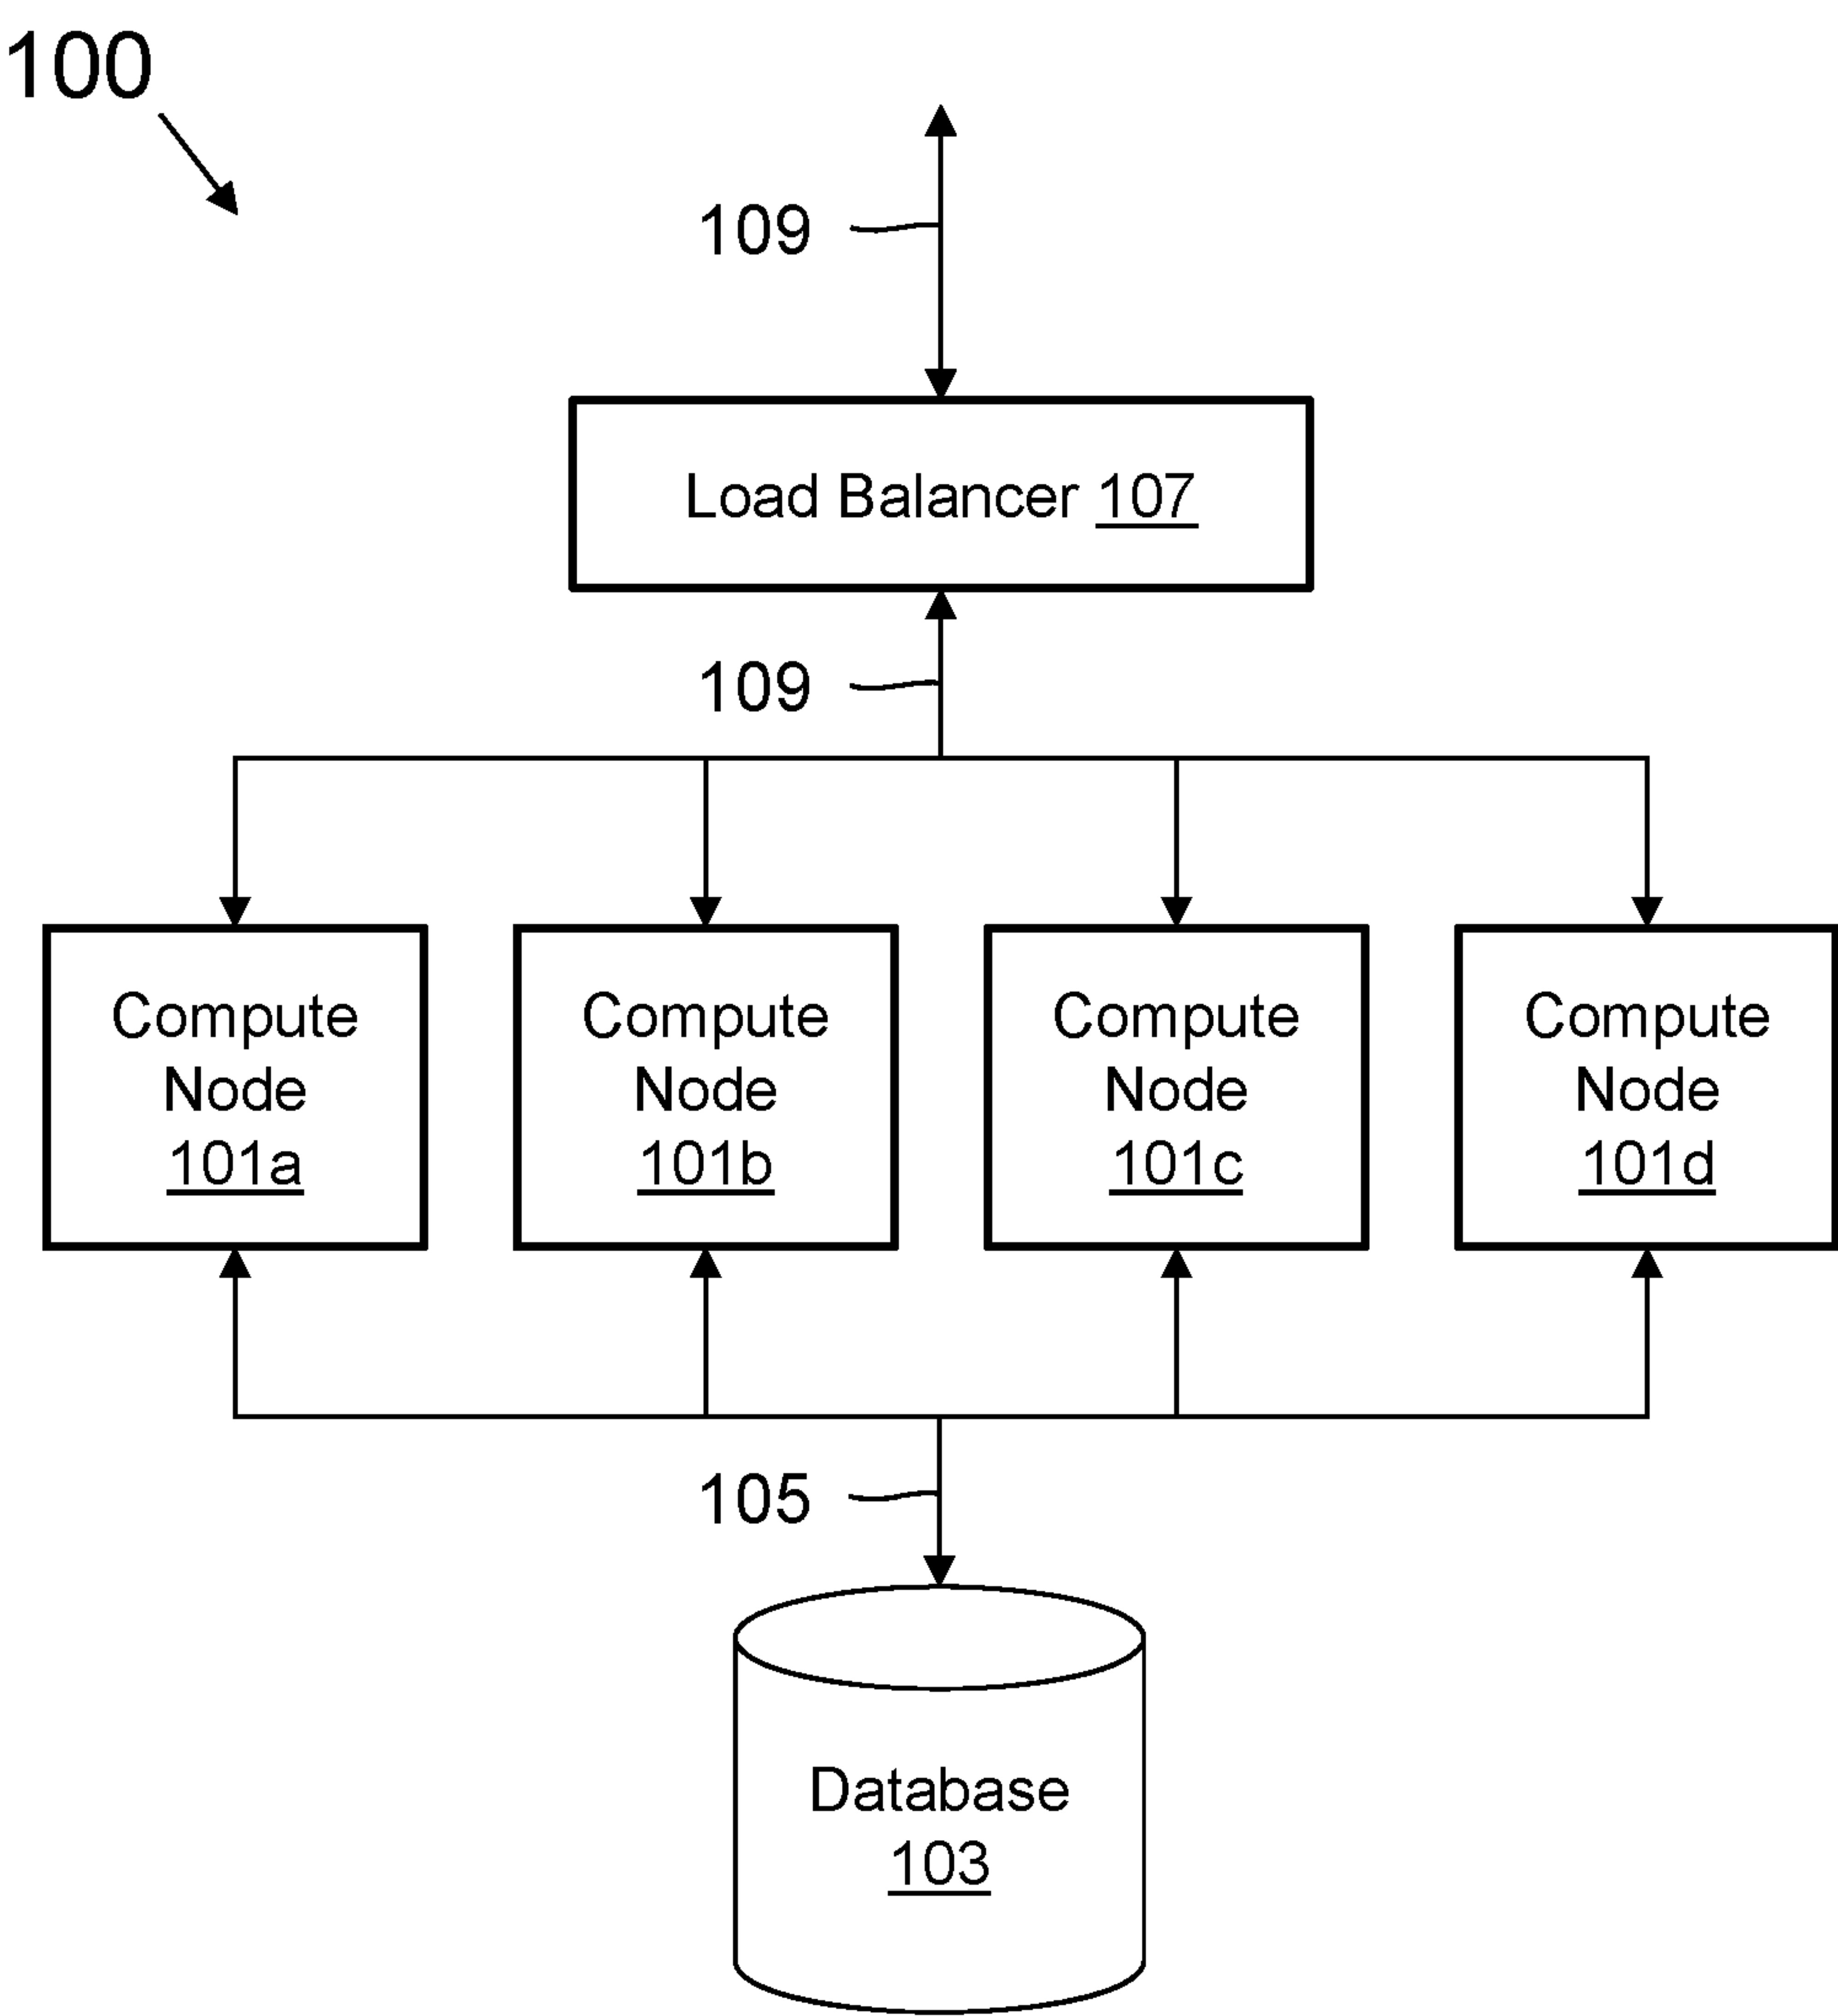 100
109
Load Balancer 107
109
Compute
Node
101a
Compute
Node
101b
Compute
Node
101c
Compute
Node
101d
105
Database
103